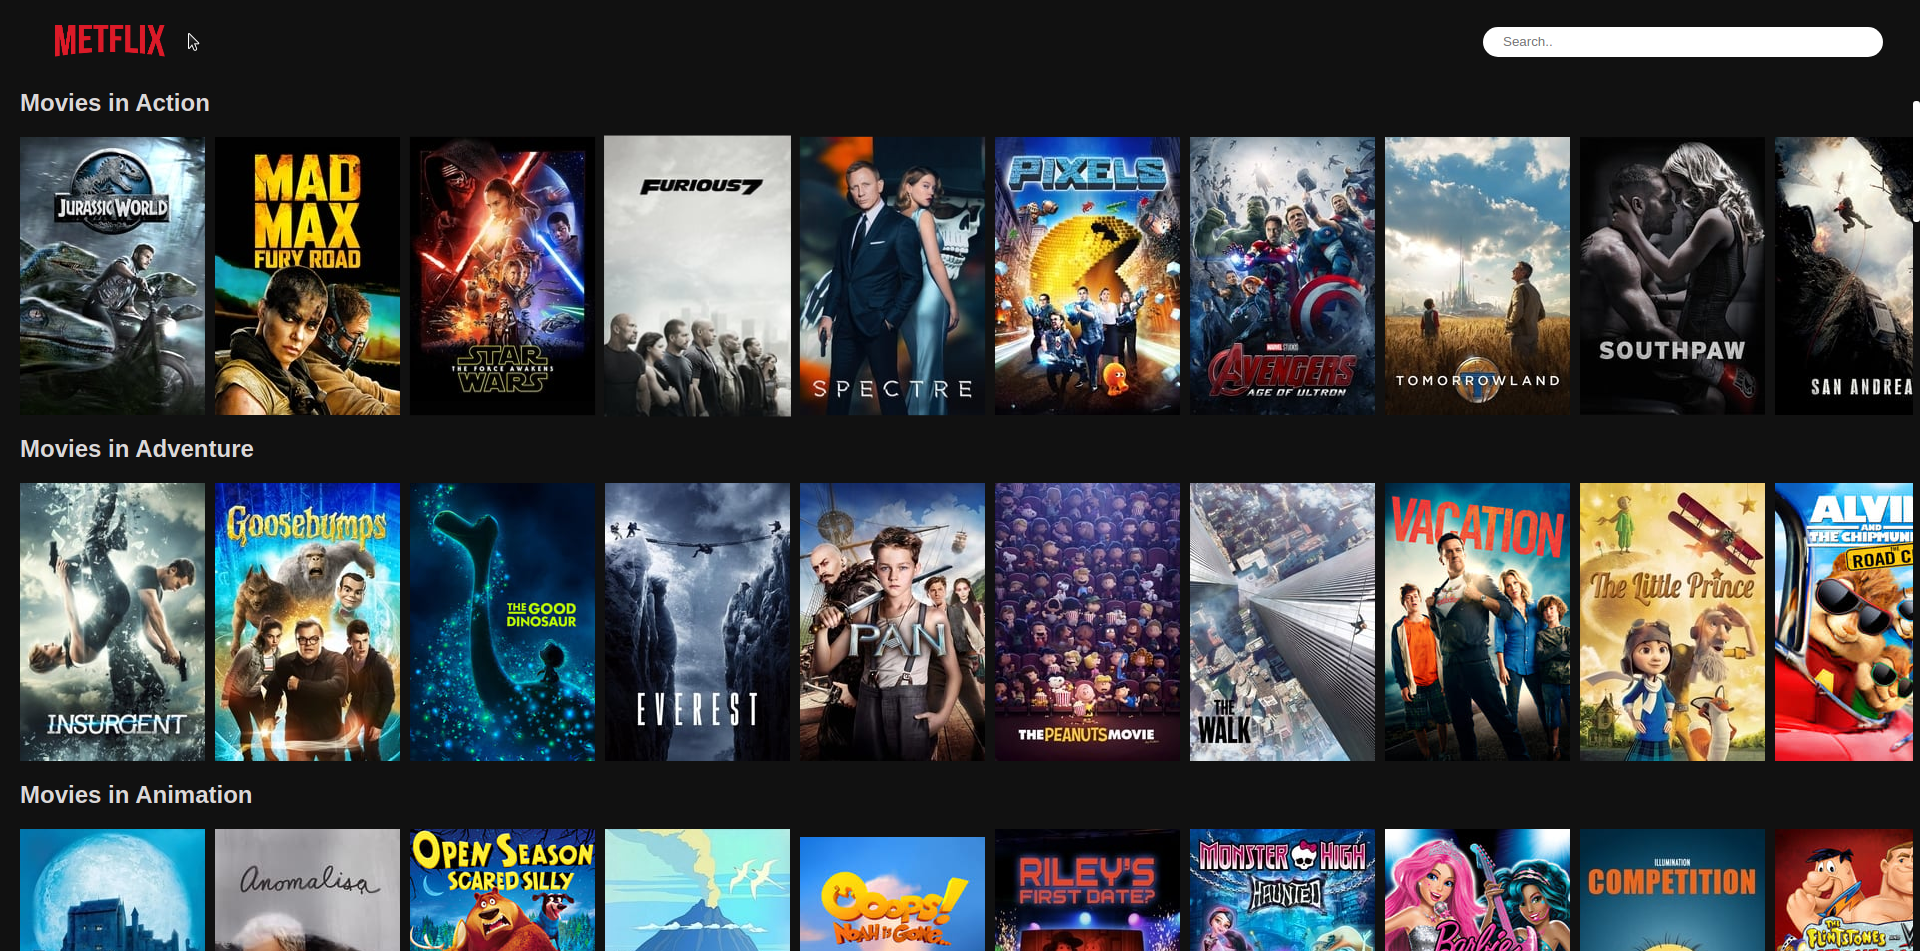 METFLIX
Search..
Movies in Action
JURASSIC WORLD
MAD
MAX
FURY ROAD
STAR
THE FORCE AWAKENS
WARS
FURIOUS 7
SPECTRE
PIXELS
MARVEL STUDIOS
AVENGERS
AGE OF ULTRON
TOMORROWLAND
SOUTHPAW
SAN ANDREA
Movies in Adventure
INSURGENT
Goosebumps
THE GOOD
DINOSAUR
EVEREST
PAN
THE PEANUTS MOVIE
THE
WALK
VACATION
The Little Prince
ALVI
AND
THE CHIPMUN
THE
ROAD C
Movies in Animation
Anomalisa
OPEN SEASON
SCARED SILLY
Ooops!
NOAH IS GONE...
RILEY'S
FIRST DATE?
MONSTER HIGH
HAUNTED
Barbie
ILLUMINATION
COMPETITION
THE
FLINTSTONES